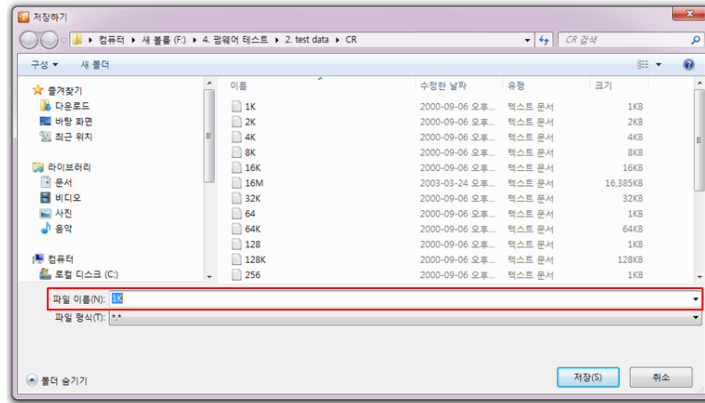 저장하기
컴퓨터 ▸ 새 볼륨 (F:) ▸ 4. 펌웨어 테스트 ▸ 2. test data ▸ CR
CR 검색
구성 새 폴더
즐겨찾기
다운로드
바탕 화면
최근 위치
라이브러리
문서
비디오
사진
음악
컴퓨터
로컬 디스크 (C:)
이름 수정한 날짜 유형 크기
1K 2000-09-06 오후... 텍스트 문서 1KB
2K 2000-09-06 오후... 텍스트 문서 2KB
4K 2000-09-06 오후... 텍스트 문서 4KB
8K 2000-09-06 오후... 텍스트 문서 8KB
16K 2000-09-06 오후... 텍스트 문서 16KB
16M 2003-03-24 오후... 텍스트 문서 16,385KB
32K 2000-09-06 오후... 텍스트 문서 32KB
64 2000-09-06 오후... 텍스트 문서 1KB
64K 2000-09-06 오후... 텍스트 문서 64KB
128 2000-09-06 오후... 텍스트 문서 1KB
128K 2000-09-06 오후... 텍스트 문서 128KB
256 2000-09-06 오후... 텍스트 문서 1KB
파일 이름(N): 1K
파일 형식(T): *.*
폴더 숨기기
저장(S) 취소